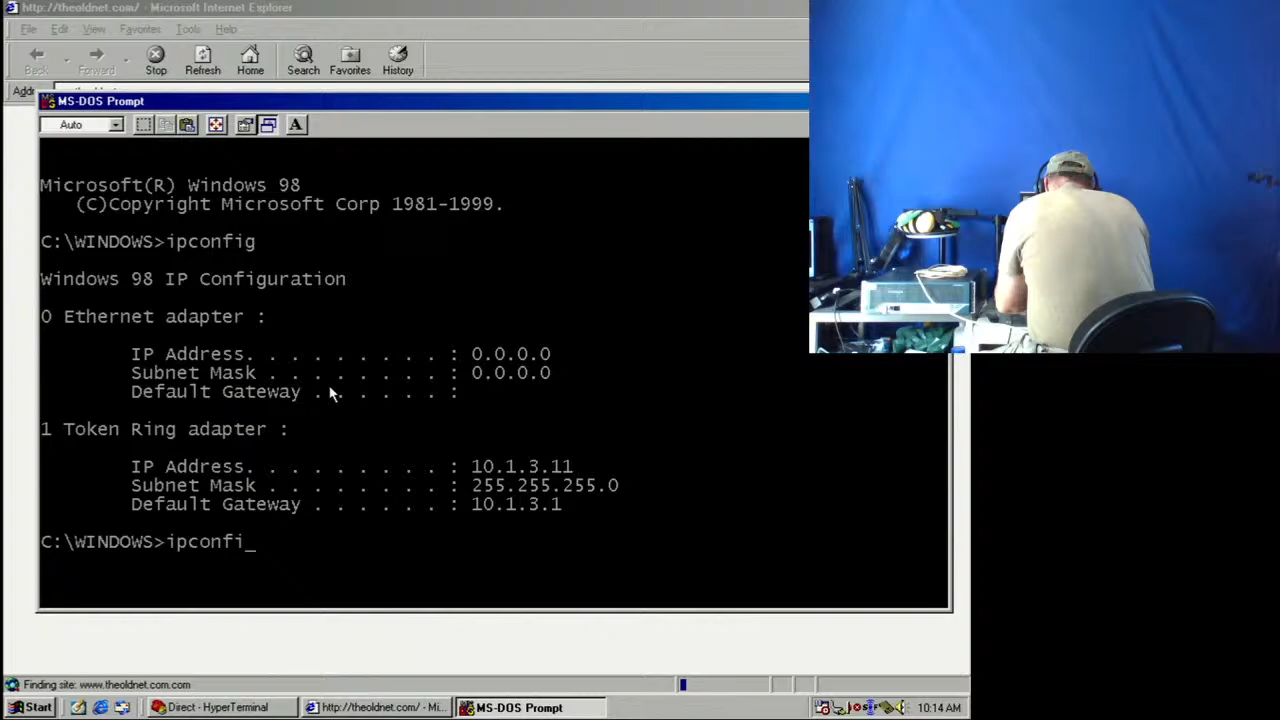 http://theoldnet.com/ - Microsoft Internet Explorer
File Edit View Favorites Tools Help
Back Forward Stop Refresh Home Search Favorites History
MS-DOS Prompt
Auto
A
Microsoft(R) Windows 98
(C)Copyright Microsoft Corp 1981-1999.
C:\WINDOWS>ipconfig
Windows 98 IP Configuration
0 Ethernet adapter :
IP Address. . . . . . . . . : 0.0.0.0
Subnet Mask . . . . . . . . : 0.0.0.0
Default Gateway . . . . . . :
1 Token Ring adapter :
IP Address. . . . . . . . . : 10.1.3.11
Subnet Mask . . . . . . . . : 255.255.255.0
Default Gateway . . . . . . : 10.1.3.1
C:\WINDOWS>ipconfi_
Finding site: www.theoldnet.com.com
Start Direct - HyperTerminal http://theoldnet.com/ - Mi... MS-DOS Prompt 10:14 AM